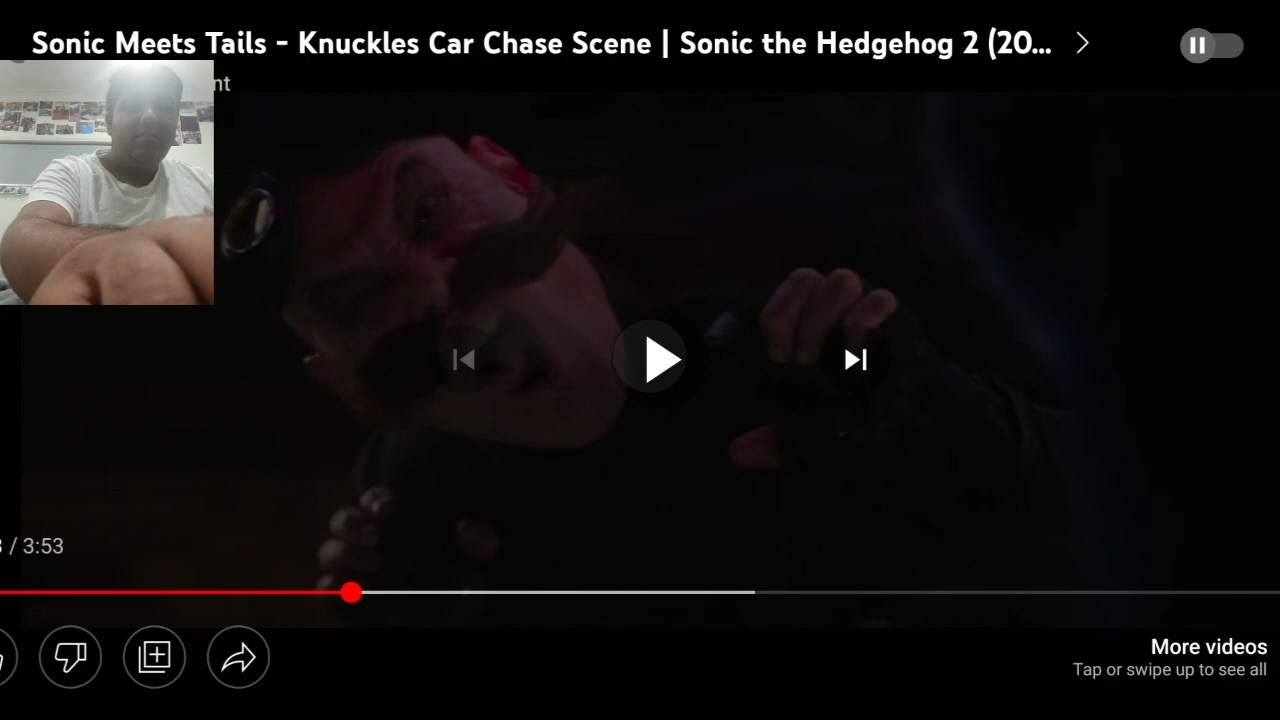 Sonic Meets Tails - Knuckles Car Chase Scene | Sonic the Hedgehog 2 (20...
nt
/ 3:53
More videos
Tap or swipe up to see all